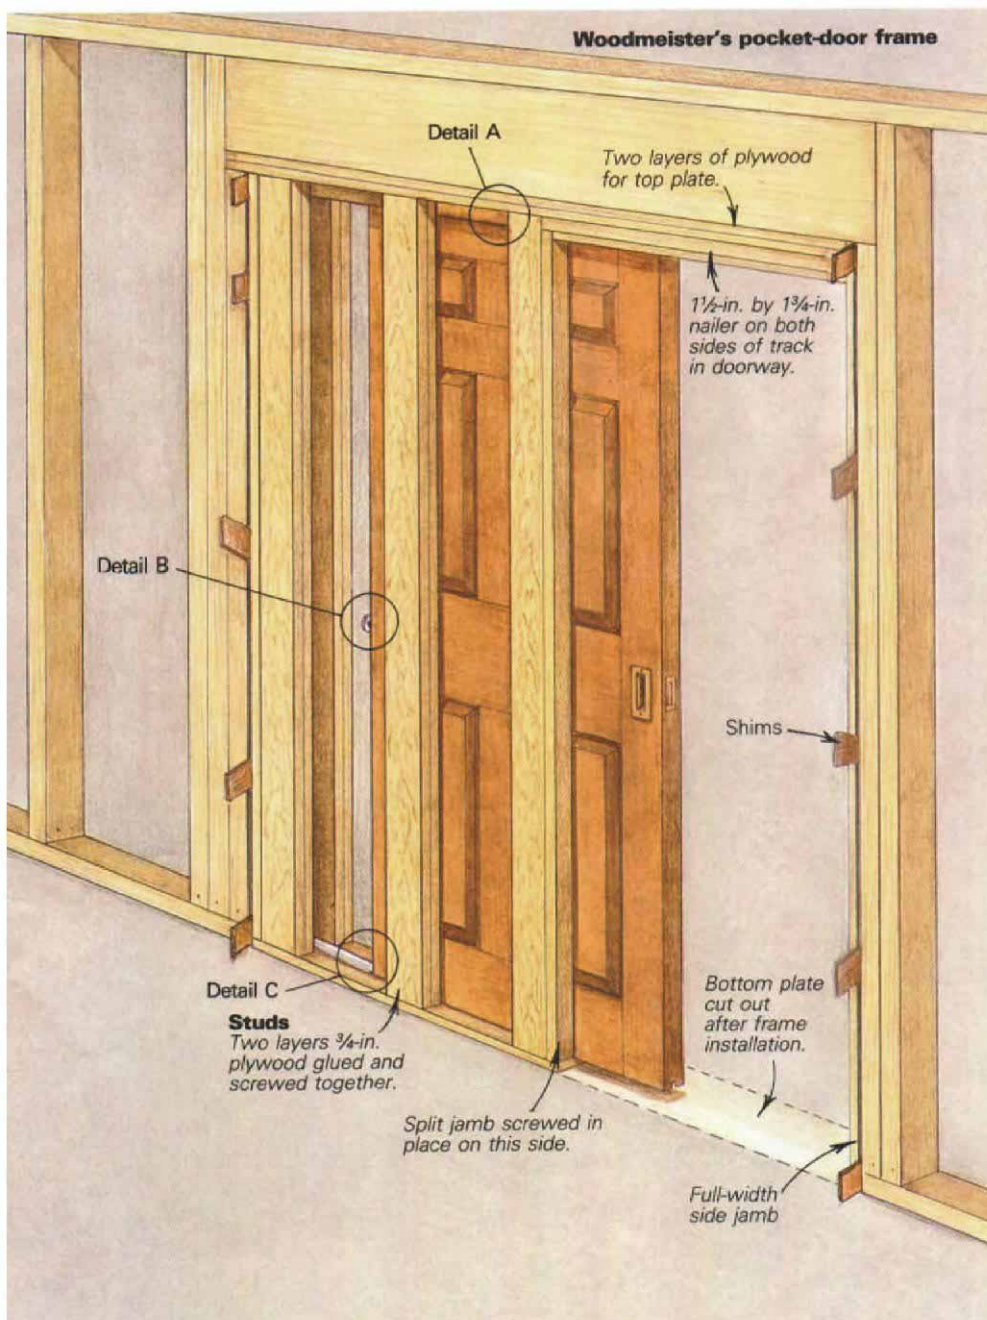 Woodmeister's pocket-door frame
Detail A
Two layers of plywood
for top plate.
1½-in. by 1¾-in.
nailer on both
sides of track
in doorway.
Detail B
Shims
Detail C
Studs
Two layers ¾-in.
plywood glued and
screwed together.
Split jamb screwed in
place on this side.
Bottom plate
cut out
after frame
installation.
Full-width
side jamb